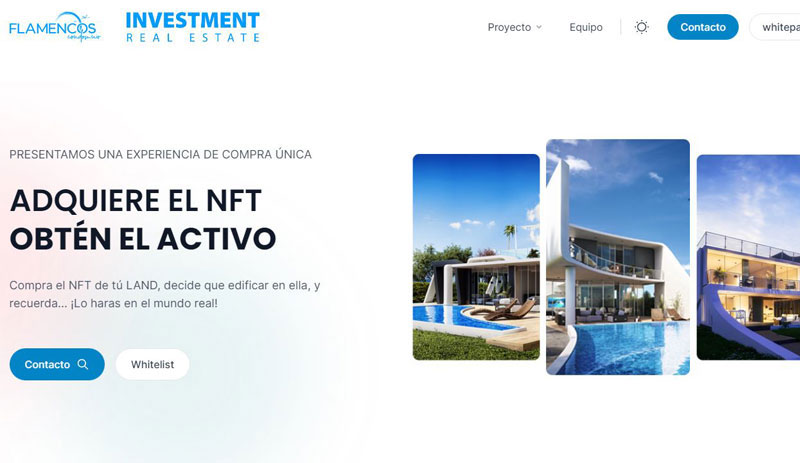 FLAMENCOS
INVESTMENT
REAL ESTATE
Proyecto
Equipo
Contacto
whitepa
PRESENTAMOS UNA EXPERIENCIA DE COMPRA ÚNICA
ADQUIERE EL NFT
OBTÉN EL ACTIVO
Compra el NFT de tú LAND, decide que edificar en ella, y
recuerda... ¡Lo haras en el mundo real!
Contacto
Whitelist